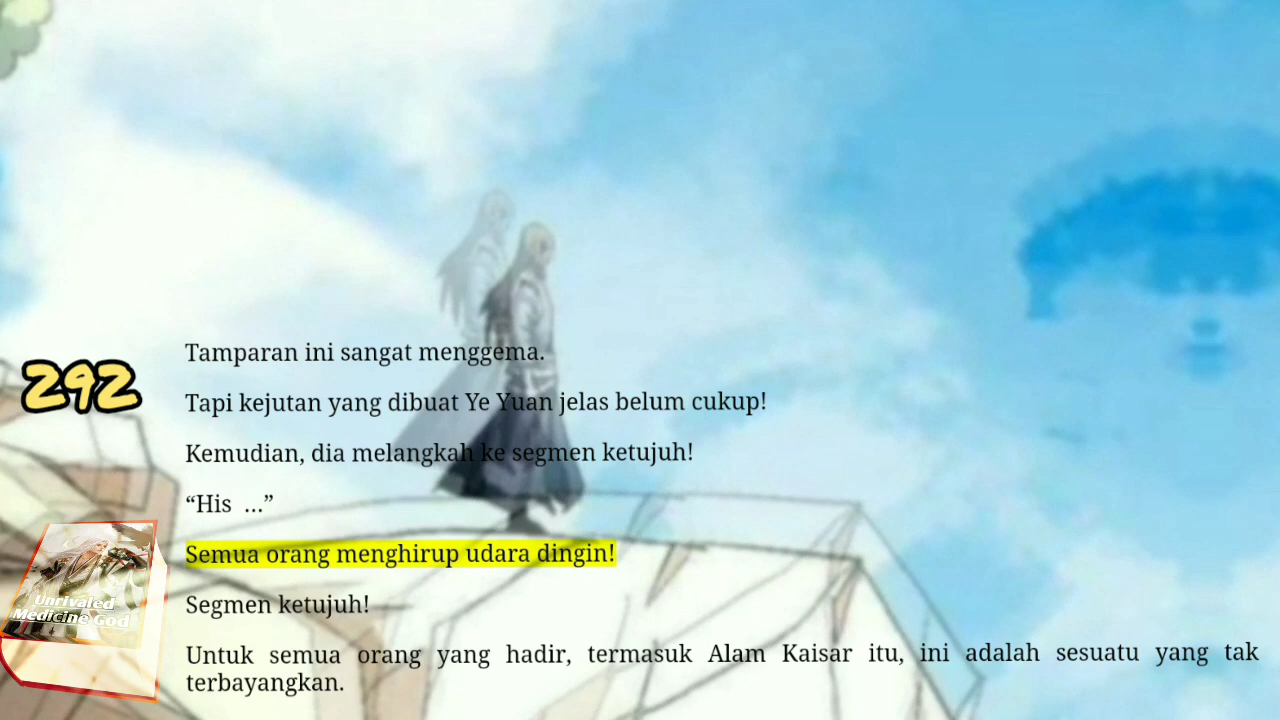 Tamparan ini sangat menggema.
Tapi kejutan yang dibuat Ye Yuan jelas belum cukup!
292
Kemudian, dia melangkah ke segmen ketujuh!
“His ...”
Semua orang menghirup udara dingin!
Segmen ketujuh!
Unrivaled
Medicine God
Untuk semua orang yang hadir, termasuk Alam Kaisar itu, ini adalah sesuatu yang tak
terbayangkan.